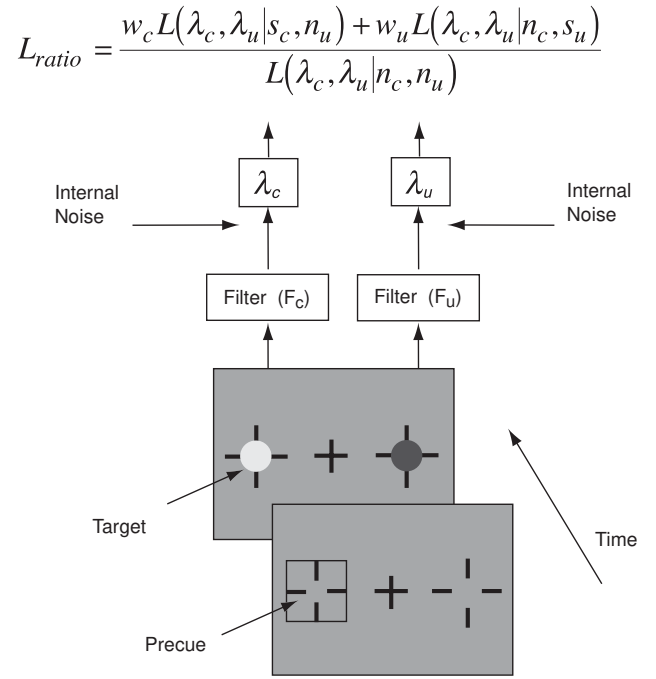 L_ratio = (w_c L(λ_c, λ_u|s_c, n_u) + w_u L(λ_c, λ_u|n_c, s_u)) / L(λ_c, λ_u|n_c, n_u)
λ_c
λ_u
Internal
Noise
Internal
Noise
Filter (F_c)
Filter (F_u)
Target
Time
Precue